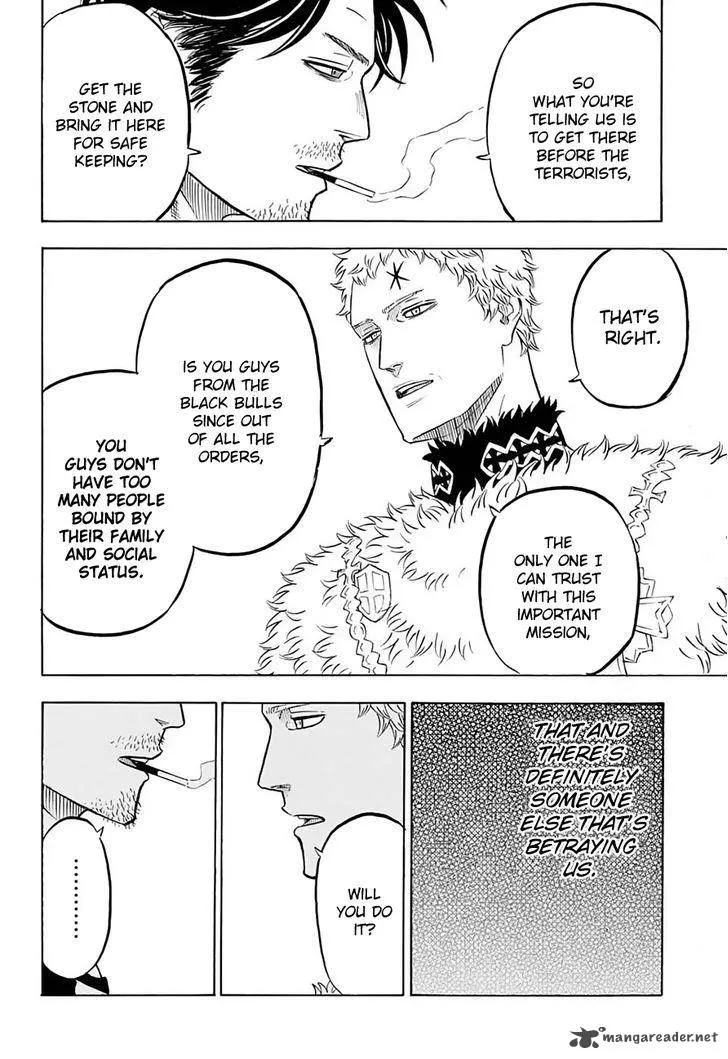 SO
WHAT YOU'RE
TELLING US IS
TO GET THERE
BEFORE THE
TERRORISTS,
GET THE
STONE AND
BRING IT HERE
FOR SAFE
KEEPING?
THAT'S
RIGHT.
THE
ONLY ONE I
CAN TRUST
WITH THIS
IMPORTANT
MISSION,
IS YOU GUYS
FROM THE
BLACK BULLS
SINCE OUT
OF ALL THE
ORDERS,
YOU
GUYS DON'T
HAVE TOO
MANY PEOPLE
BOUND BY
THEIR FAMILY
AND SOCIAL
STATUS.
THAT AND
THERE'S
DEFINITELY
SOMEONE
ELSE THAT'S
BETRAYING
US.
WILL
YOU DO
IT?
.........
mangareader.net